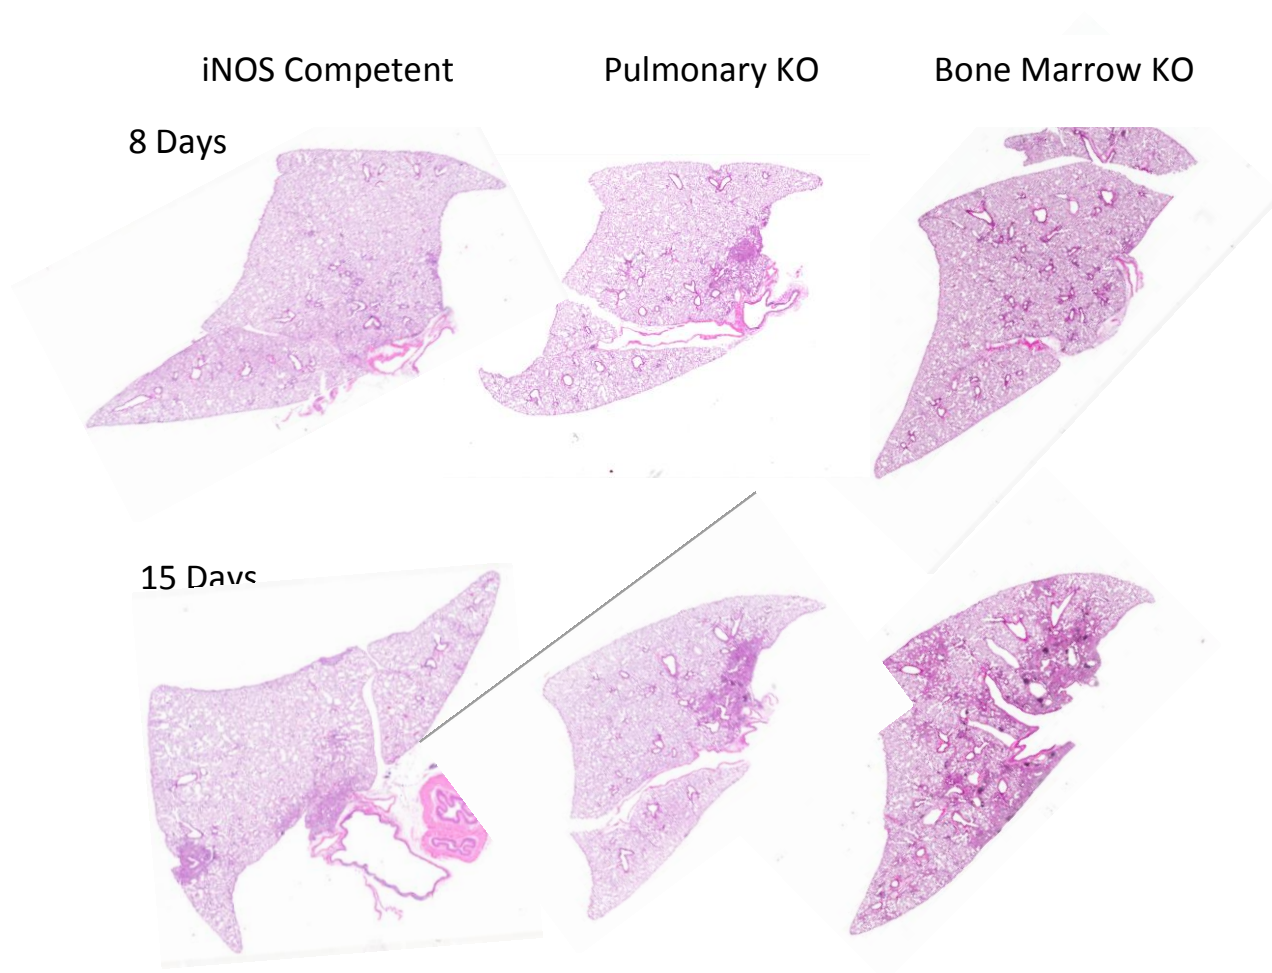 iNOS Competent
Pulmonary KO
Bone Marrow KO
8 Days
15 Days